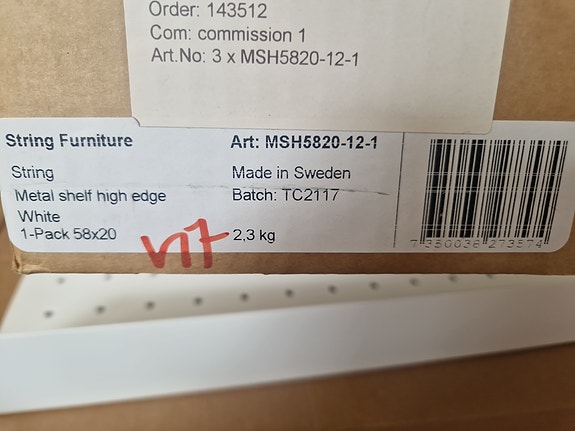 Order: 143512
Com: commission 1
Art.No: 3 x MSH5820-12-1
String Furniture Art: MSH5820-12-1
String Made in Sweden
Metal shelf high edge Batch: TC2117
White
1-Pack 58x20 2,3 kg
7 350038 273574